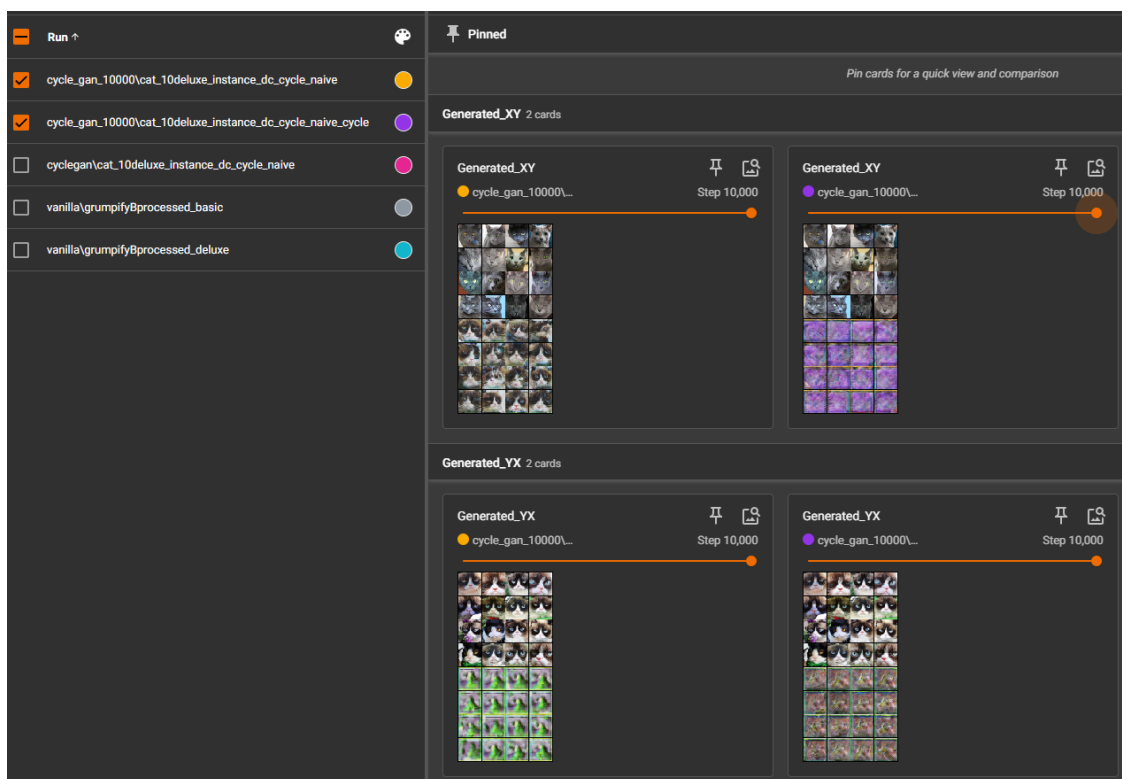 Run ↑
cycle_gan_10000\cat_10deluxe_instance_dc_cycle_naive
cycle_gan_10000\cat_10deluxe_instance_dc_cycle_naive_cycle
cyclegan\cat_10deluxe_instance_dc_cycle_naive
vanilla\grumpifyBprocessed_basic
vanilla\grumpifyBprocessed_deluxe
Pinned
Pin cards for a quick view and comparison
Generated_XY 2 cards
Generated_XY
cycle_gan_10000\... Step 10,000
Generated_XY
cycle_gan_10000\... Step 10,000
Generated_YX 2 cards
Generated_YX
cycle_gan_10000\... Step 10,000
Generated_YX
cycle_gan_10000\... Step 10,000